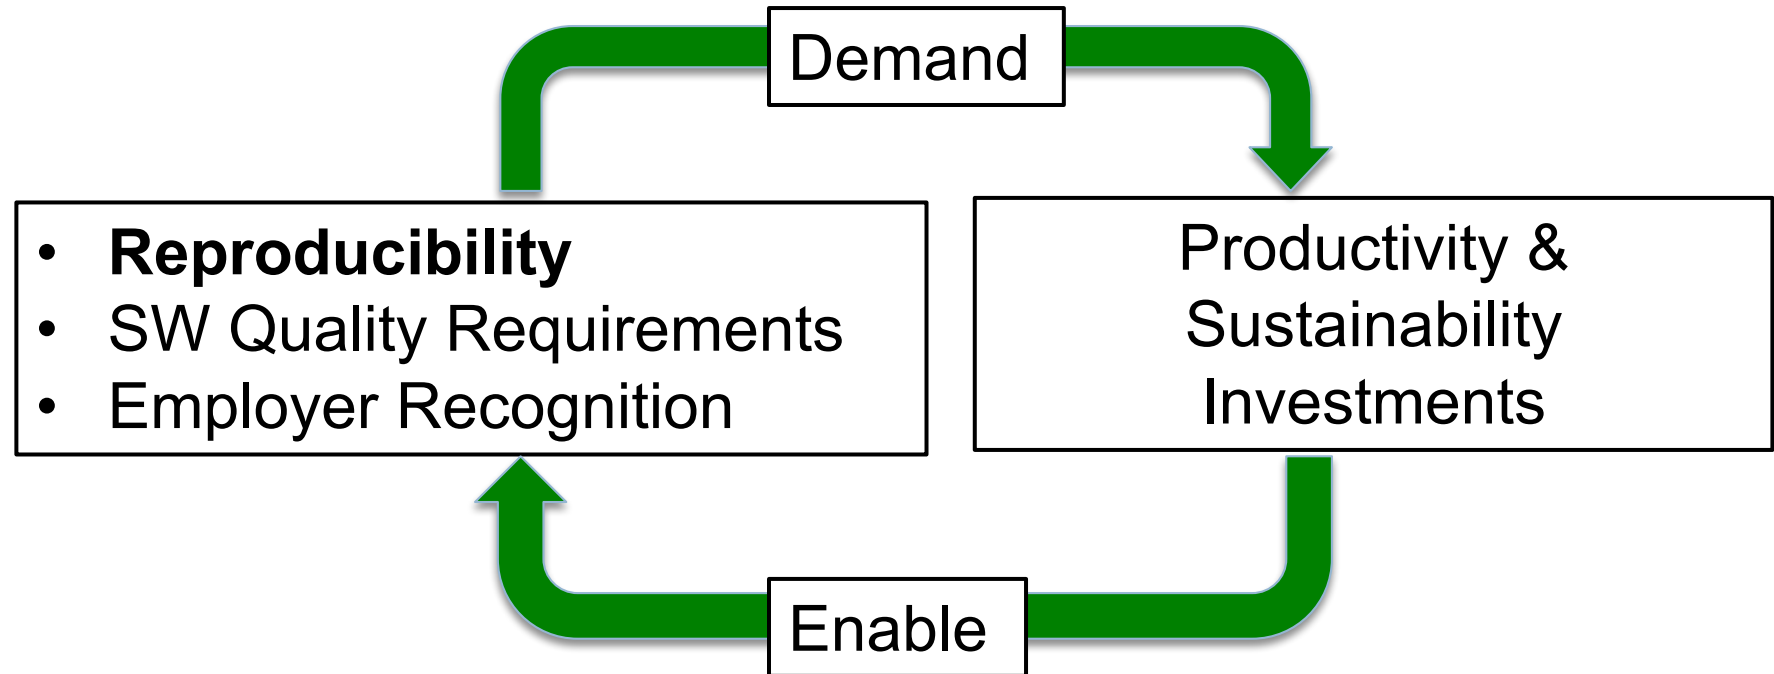 Demand
• Reproducibility
• SW Quality Requirements
• Employer Recognition
Productivity &
Sustainability
Investments
Enable